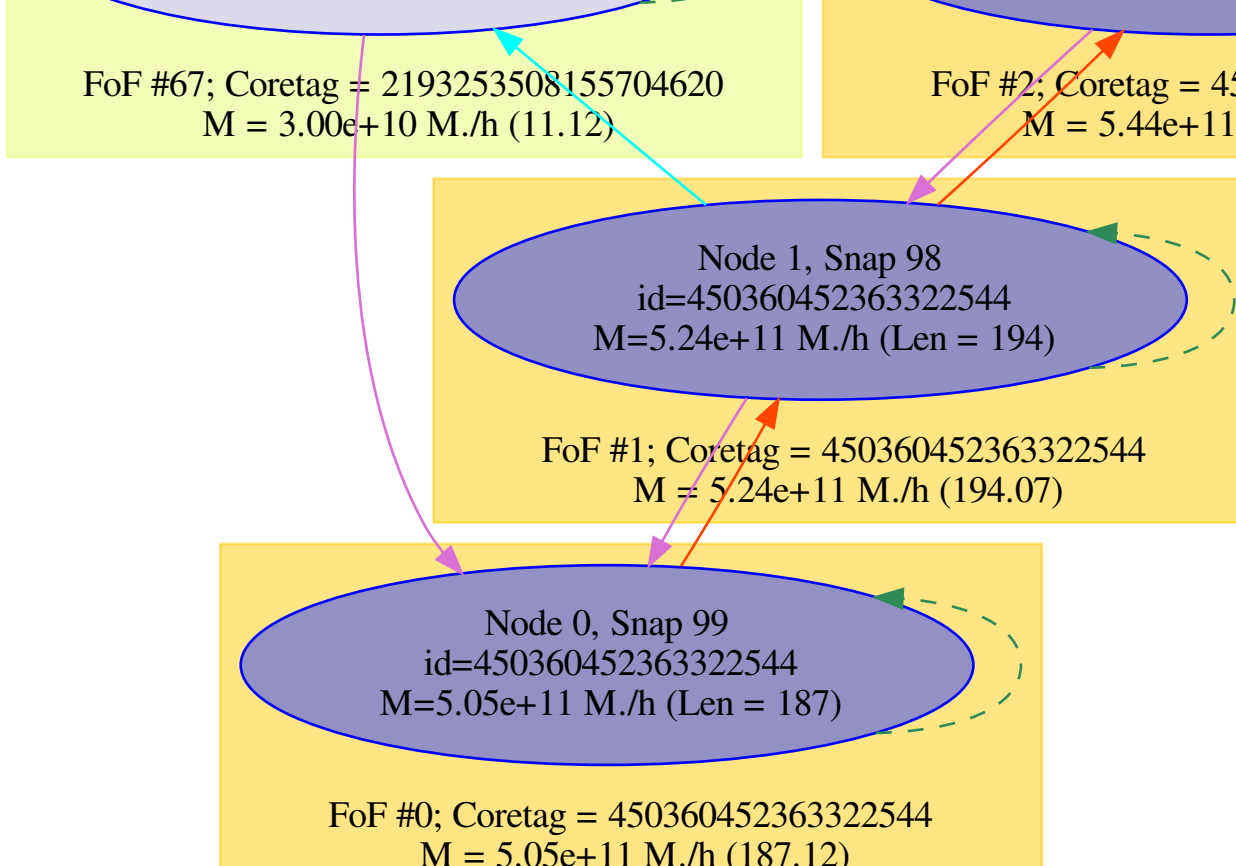 FoF #67; Coretag = 2193253508155704620
M = 3.00e+10 M./h (11.12)
FoF #2; Coretag = 45
M = 5.44e+11
Node 1, Snap 98
id=450360452363322544
M=5.24e+11 M./h (Len = 194)
FoF #1; Coretag = 450360452363322544
M = 5.24e+11 M./h (194.07)
Node 0, Snap 99
id=450360452363322544
M=5.05e+11 M./h (Len = 187)
FoF #0; Coretag = 450360452363322544
M = 5.05e+11 M./h (187.12)